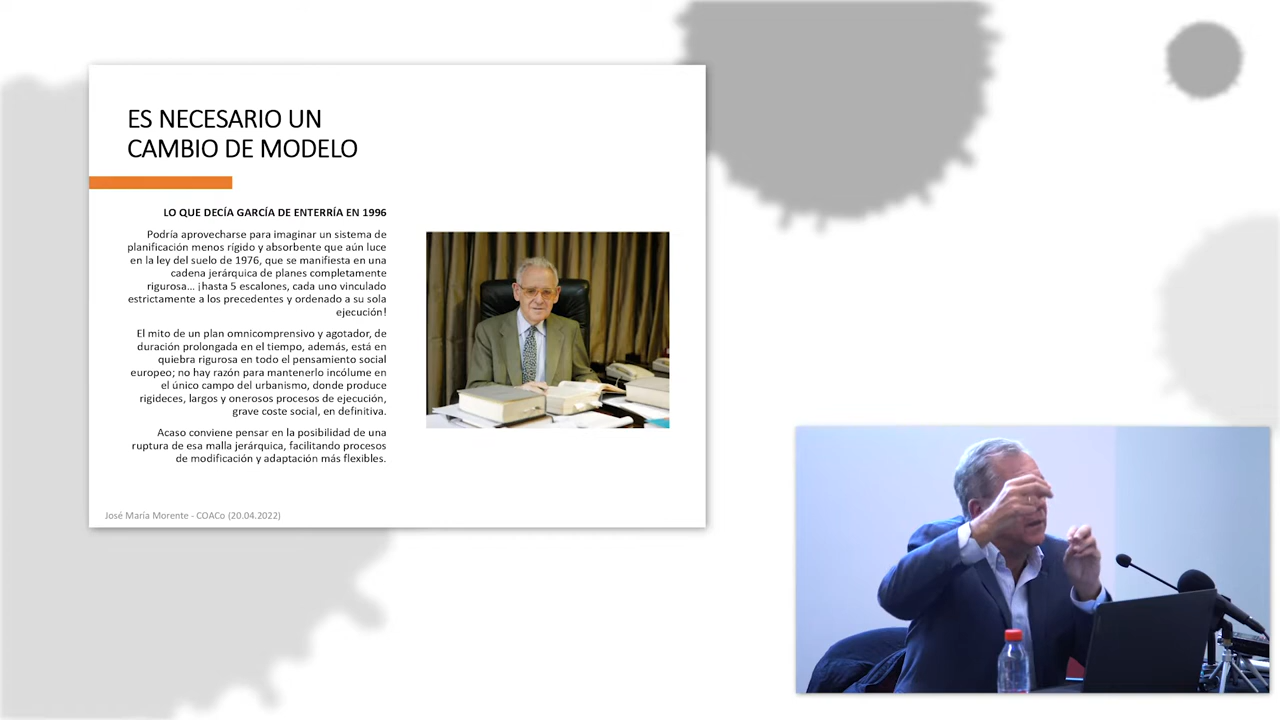 ES NECESARIO UN
CAMBIO DE MODELO
LO QUE DECÍA GARCÍA DE ENTERRÍA EN 1996
Podría aprovecharse para imaginar un sistema de
planificación menos rígido y absorbente que aún luce
en la ley del suelo de 1976, que se manifiesta en una
cadena jerárquica de planes completamente
rigurosa... ¡hasta 5 escalones, cada uno vinculado
estrictamente a los precedentes y ordenado a su sola
ejecución!
El mito de un plan omnicomprensivo y agotador, de
duración prolongada en el tiempo, además, está en
quiebra rigurosa en todo el pensamiento social
europeo; no hay razón para mantenerlo incólume en
el único campo del urbanismo, donde produce
rigideces, largos y onerosos procesos de ejecución,
grave coste social, en definitiva.
Acaso conviene pensar en la posibilidad de una
ruptura de esa malla jerárquica, facilitando procesos
de modificación y adaptación más flexibles.
José María Morente - COACo (20.04.2022)